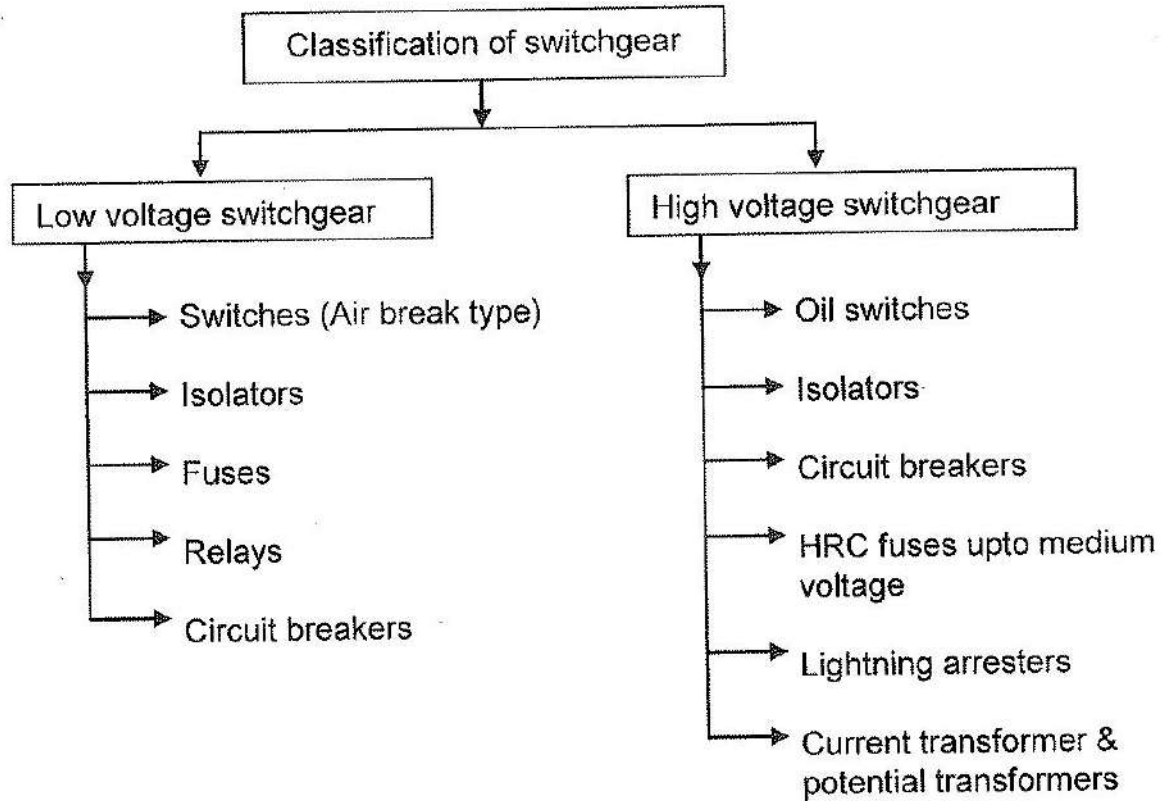 Classification of switchgear
Low voltage switchgear
Switches (Air break type)
Isolators
Fuses
Relays
Circuit breakers
High voltage switchgear
Oil switches
Isolators
Circuit breakers
HRC fuses upto medium
voltage
Lightning arresters
Current transformer &
potential transformers